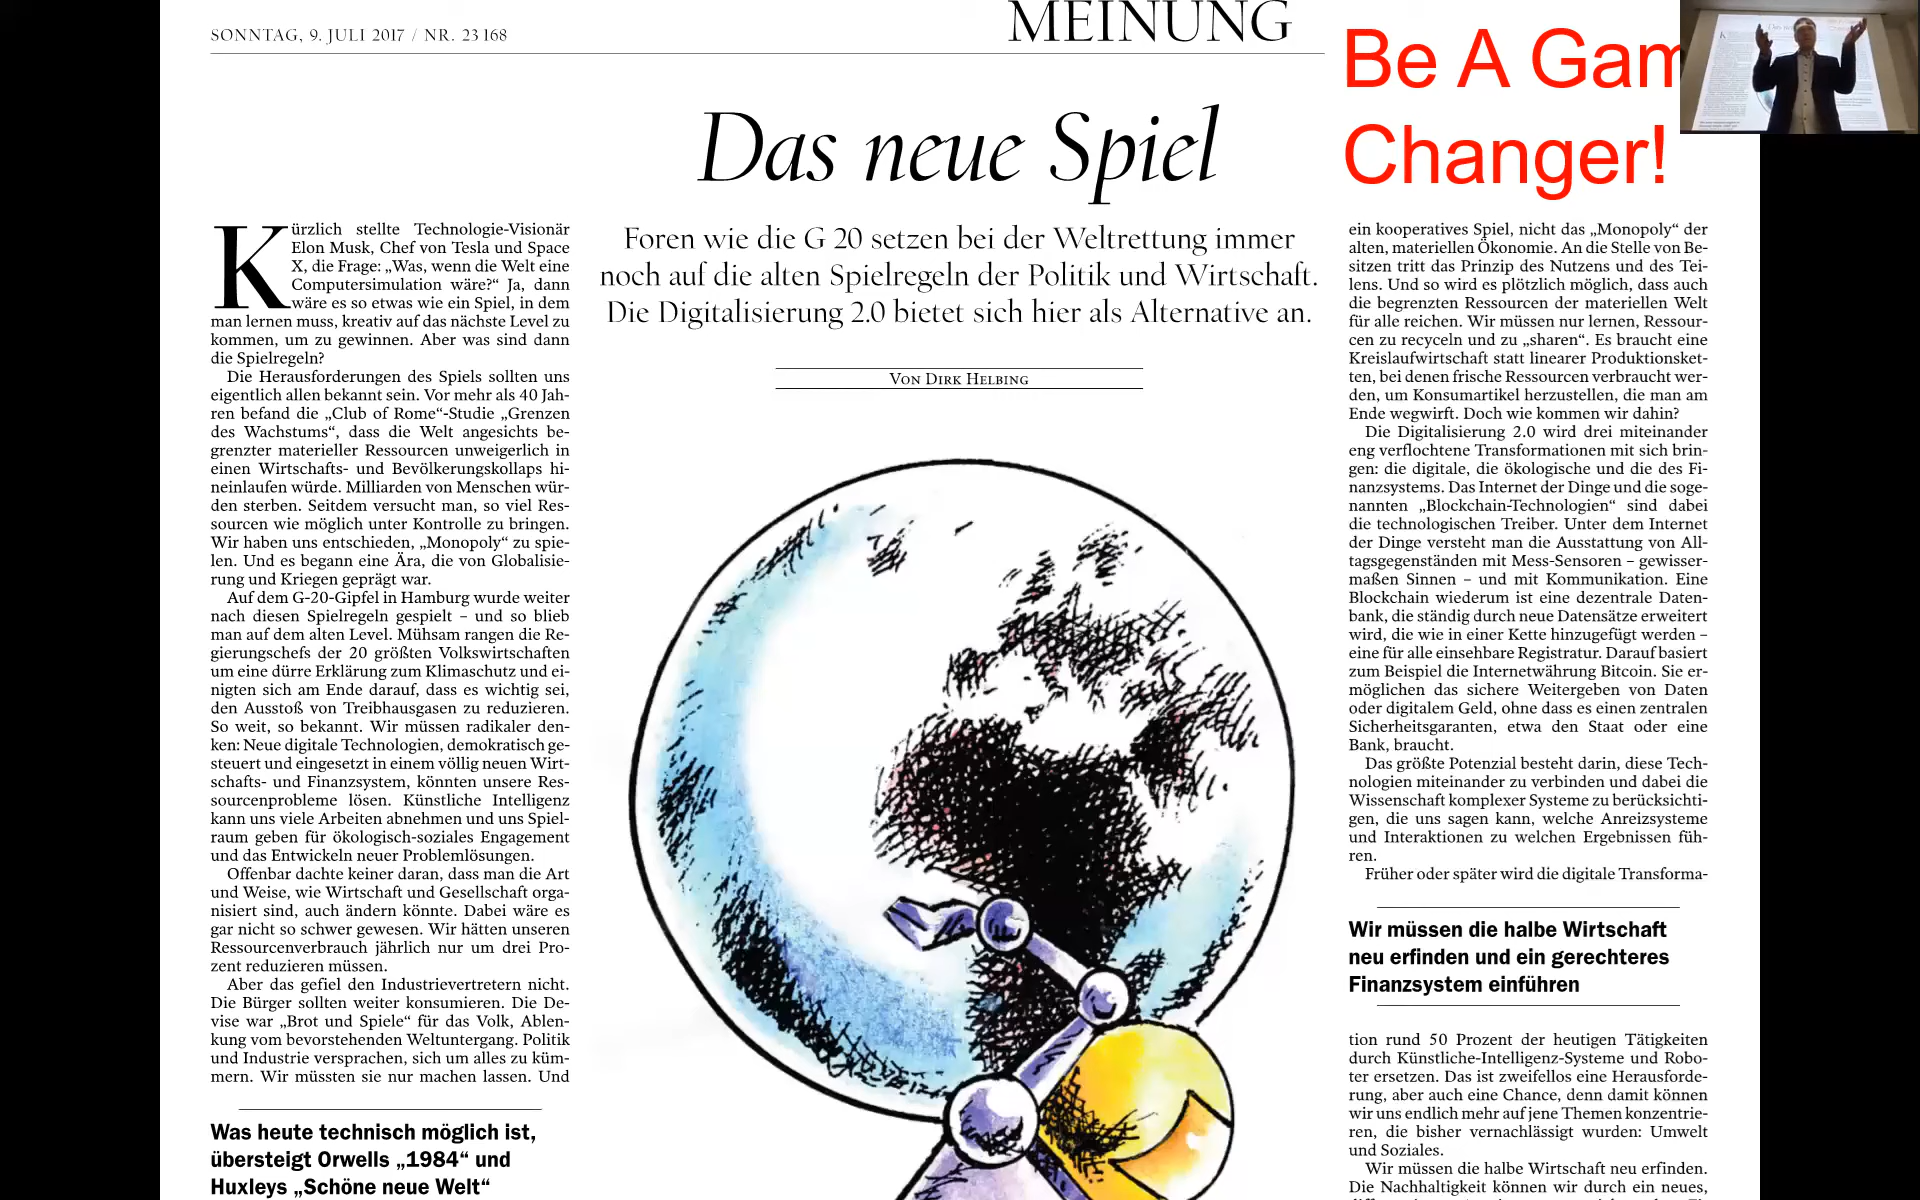 SONNTAG, 9. JULI 2017 / NR. 23 168
MEINUNG
Be A Gam
Changer!
Das neue Spiel
Foren wie die G 20 setzen bei der Weltrettung immer
noch auf die alten Spielregeln der Politik und Wirtschaft.
Die Digitalisierung 2.0 bietet sich hier als Alternative an.
VON DIRK HELBING
Kürzlich stellte Technologie-Visionär
Elon Musk, Chef von Tesla und Space
X, die Frage: „Was, wenn die Welt eine
Computersimulation wäre?“ Ja, dann
wäre es so etwas wie ein Spiel, in dem
man lernen muss, kreativ auf das nächste Level zu
kommen, um zu gewinnen. Aber was sind dann
die Spielregeln?
Die Herausforderungen des Spiels sollten uns
eigentlich allen bekannt sein. Vor mehr als 40 Jah-
ren befand die „Club of Rome“-Studie „Grenzen
des Wachstums“, dass die Welt angesichts be-
grenzter materieller Ressourcen unweigerlich in
einen Wirtschafts- und Bevölkerungskollaps hi-
neinlaufen würde. Milliarden von Menschen wür-
den sterben. Seitdem versucht man, so viel Res-
sourcen wie möglich unter Kontrolle zu bringen.
Wir haben uns entschieden, „Monopoly“ zu spie-
len. Und es begann eine Ära, die von Globalisie-
rung und Kriegen geprägt war.
Auf dem G-20-Gipfel in Hamburg wurde weiter
nach diesen Spielregeln gespielt – und so blieb
man auf dem alten Level. Mühsam rangen die Re-
gierungschefs der 20 größten Volkswirtschaften
um eine dürre Erklärung zum Klimaschutz und ei-
nigten sich am Ende darauf, dass es wichtig sei,
den Ausstoß von Treibhausgasen zu reduzieren.
So weit, so bekannt. Wir müssen radikaler den-
ken: Neue digitale Technologien, demokratisch ge-
steuert und eingesetzt in einem völlig neuen Wirt-
schafts- und Finanzsystem, könnten unsere Res-
sourcenprobleme lösen. Künstliche Intelligenz
kann uns viele Arbeiten abnehmen und uns Spiel-
raum geben für ökologisch-soziales Engagement
und das Entwickeln neuer Problemlösungen.
Offenbar dachte keiner daran, dass man die Art
und Weise, wie Wirtschaft und Gesellschaft orga-
nisiert sind, auch ändern könnte. Dabei wäre es
gar nicht so schwer gewesen. Wir hätten unseren
Ressourcenverbrauch jährlich nur um drei Pro-
zent reduzieren müssen.
Aber das gefiel den Industrievertretern nicht.
Die Bürger sollten weiter konsumieren. Die De-
vise war „Brot und Spiele“ für das Volk, Ablen-
kung vom bevorstehenden Weltuntergang. Politik
und Industrie versprachen, sich um alles zu küm-
mern. Wir müssten sie nur machen lassen. Und
Was heute technisch möglich ist,
übersteigt Orwells „1984“ und
Huxleys „Schöne neue Welt“
ein kooperatives Spiel, nicht das „Monopoly“ der
alten, materiellen Ökonomie. An die Stelle von Be-
sitzen tritt das Prinzip des Nutzens und des Tei-
lens. Und so wird es plötzlich möglich, dass auch
die begrenzten Ressourcen der materiellen Welt
für alle reichen. Wir müssen nur lernen, Ressour-
cen zu recyceln und zu „sharen“. Es braucht eine
Kreislaufwirtschaft statt linearer Produktionsket-
ten, bei denen frische Ressourcen verbraucht wer-
den, um Konsumartikel herzustellen, die man am
Ende wegwirft. Doch wie kommen wir dahin?
Die Digitalisierung 2.0 wird drei miteinander
eng verflochtene Transformationen mit sich brin-
gen: die digitale, die ökologische und die des Fi-
nanzsystems. Das Internet der Dinge und die soge-
nannten „Blockchain-Technologien“ sind dabei
die technologischen Treiber. Unter dem Internet
der Dinge versteht man die Ausstattung von All-
tagsgegenständen mit Mess-Sensoren – gewisser-
maßen Sinnen – und mit Kommunikation. Eine
Blockchain wiederum ist eine dezentrale Daten-
bank, die ständig durch neue Datensätze erweitert
wird, die wie in einer Kette hinzugefügt werden –
eine für alle einsehbare Registratur. Darauf basiert
zum Beispiel die Internetwährung Bitcoin. Sie er-
möglichen das sichere Weitergeben von Daten
oder digitalem Geld, ohne dass es einen zentralen
Sicherheitsgaranten, etwa den Staat oder eine
Bank, braucht.
Das größte Potenzial besteht darin, diese Tech-
nologien miteinander zu verbinden und dabei die
Wissenschaft komplexer Systeme zu berücksichti-
gen, die uns sagen kann, welche Anreizsysteme
und Interaktionen zu welchen Ergebnissen füh-
ren.
Früher oder später wird die digitale Transforma-
Wir müssen die halbe Wirtschaft
neu erfinden und ein gerechteres
Finanzsystem einführen
tion rund 50 Prozent der heutigen Tätigkeiten
durch Künstliche-Intelligenz-Systeme und Robo-
ter ersetzen. Das ist zweifellos eine Herausforde-
rung, aber auch eine Chance, denn damit können
wir uns endlich mehr auf jene Themen konzentrie-
ren, die bisher vernachlässigt wurden: Umwelt
und Soziales.
Wir müssen die halbe Wirtschaft neu erfinden.
Die Nachhaltigkeit können wir durch ein neues,